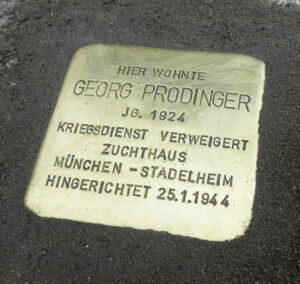 HIER WOHNTE
GEORG PRODINGER
JG. 1924
KRIEGSDIENST VERWEIGERT
ZUCHTHAUS
MÜNCHEN - STADELHEIM
HINGERICHTET 25.1.1944